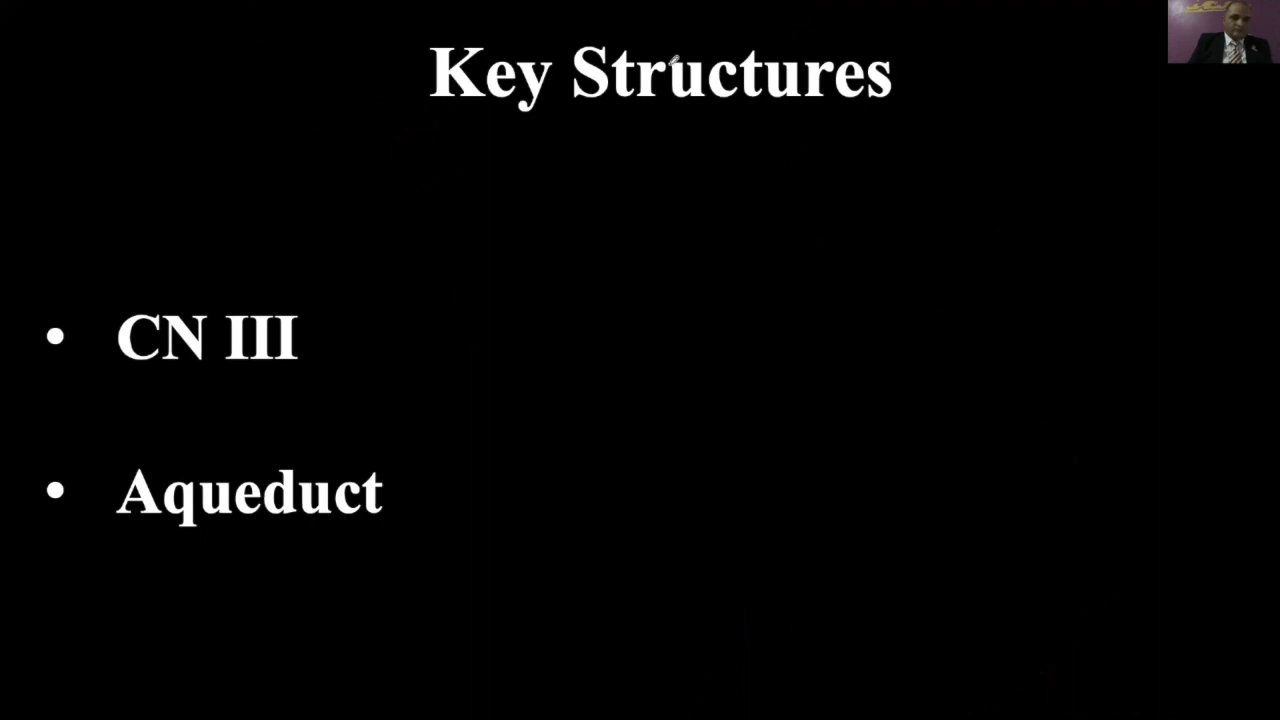 Key Structures
• CN III
• Aqueduct